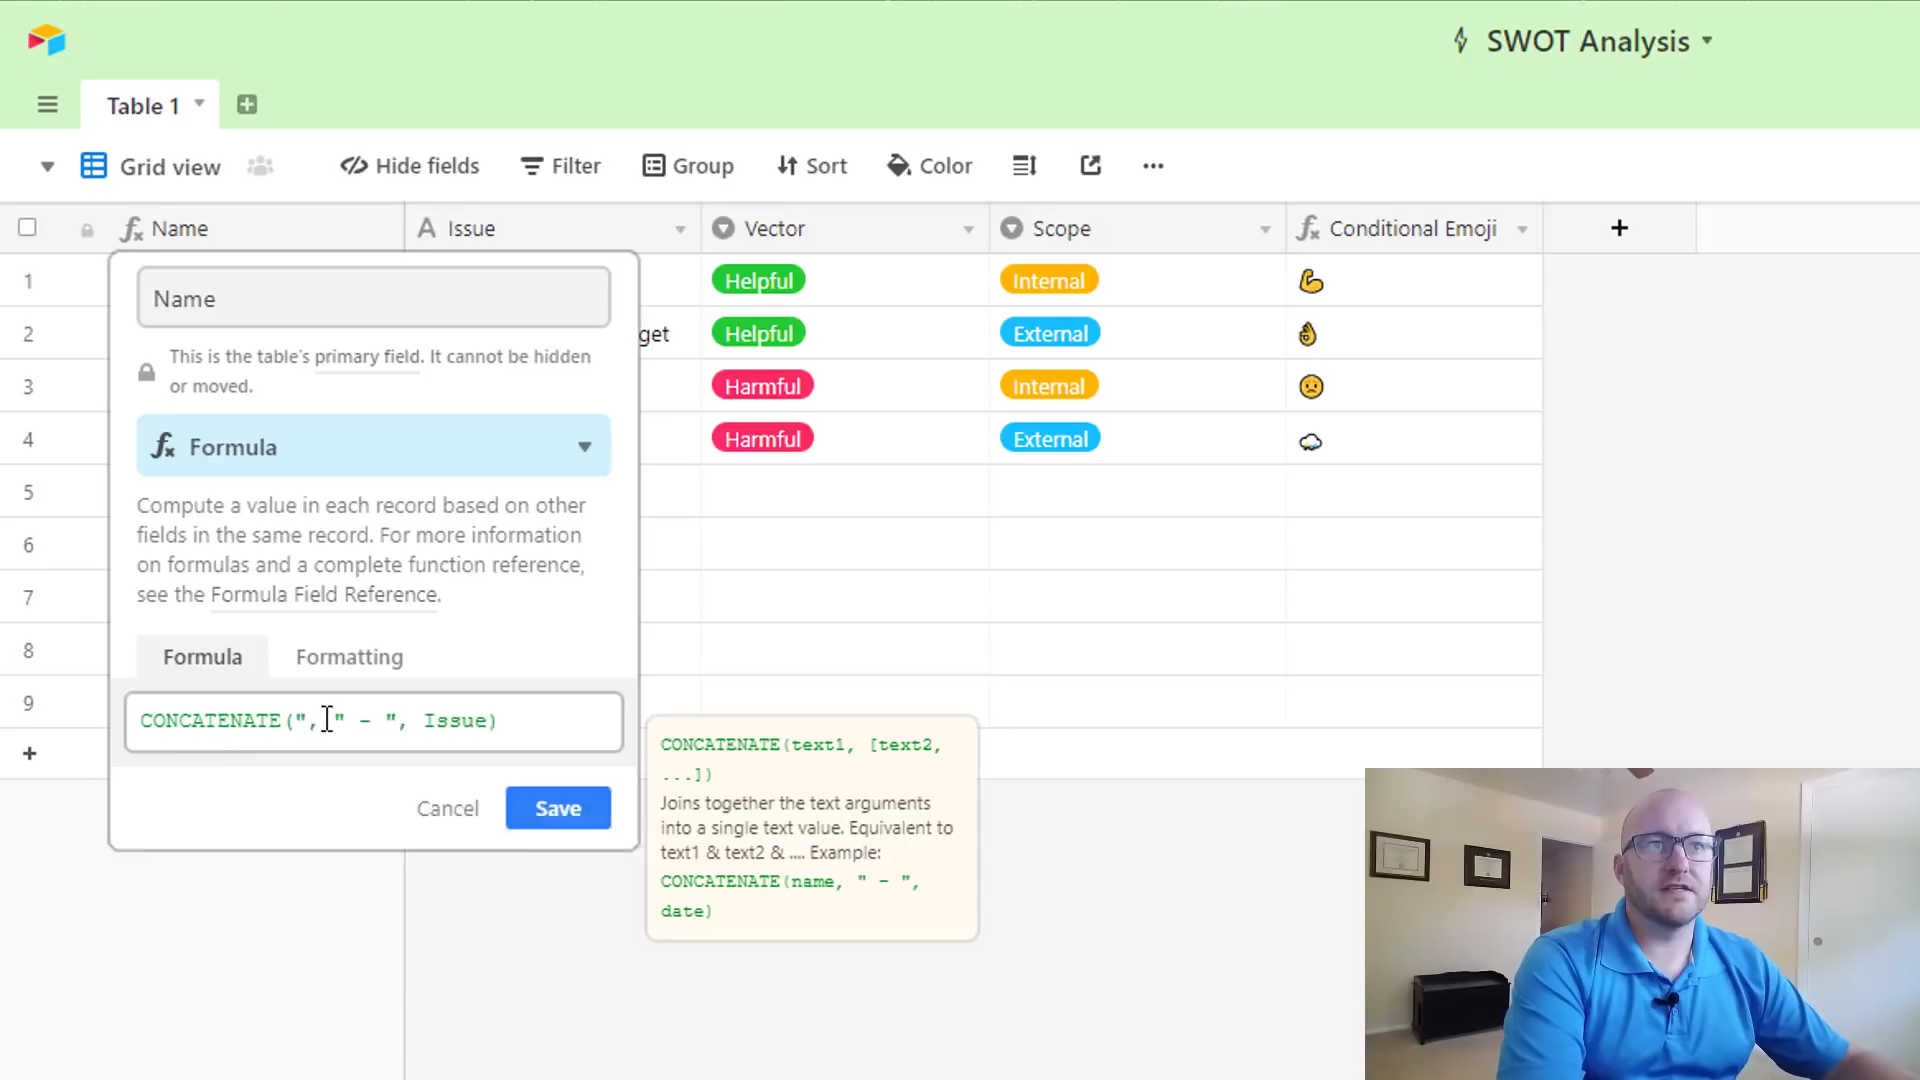 SWOT Analysis
Table 1
Grid view
Hide fields
Filter
Group
Sort
Color
Name
Issue
Vector
Scope
Conditional Emoji
1
Helpful
Internal
2
get
Helpful
External
3
Harmful
Internal
4
Harmful
External
5
6
7
8
9
Name
This is the table's primary field. It cannot be hidden
or moved.
Formula
Compute a value in each record based on other
fields in the same record. For more information
on formulas and a complete function reference,
see the Formula Field Reference.
Formula
Formatting
CONCATENATE(", " - ", Issue)
Cancel
Save
CONCATENATE(text1, [text2,
...])
Joins together the text arguments
into a single text value. Equivalent to
text1 & text2 & .... Example:
CONCATENATE(name, " - ",
date)